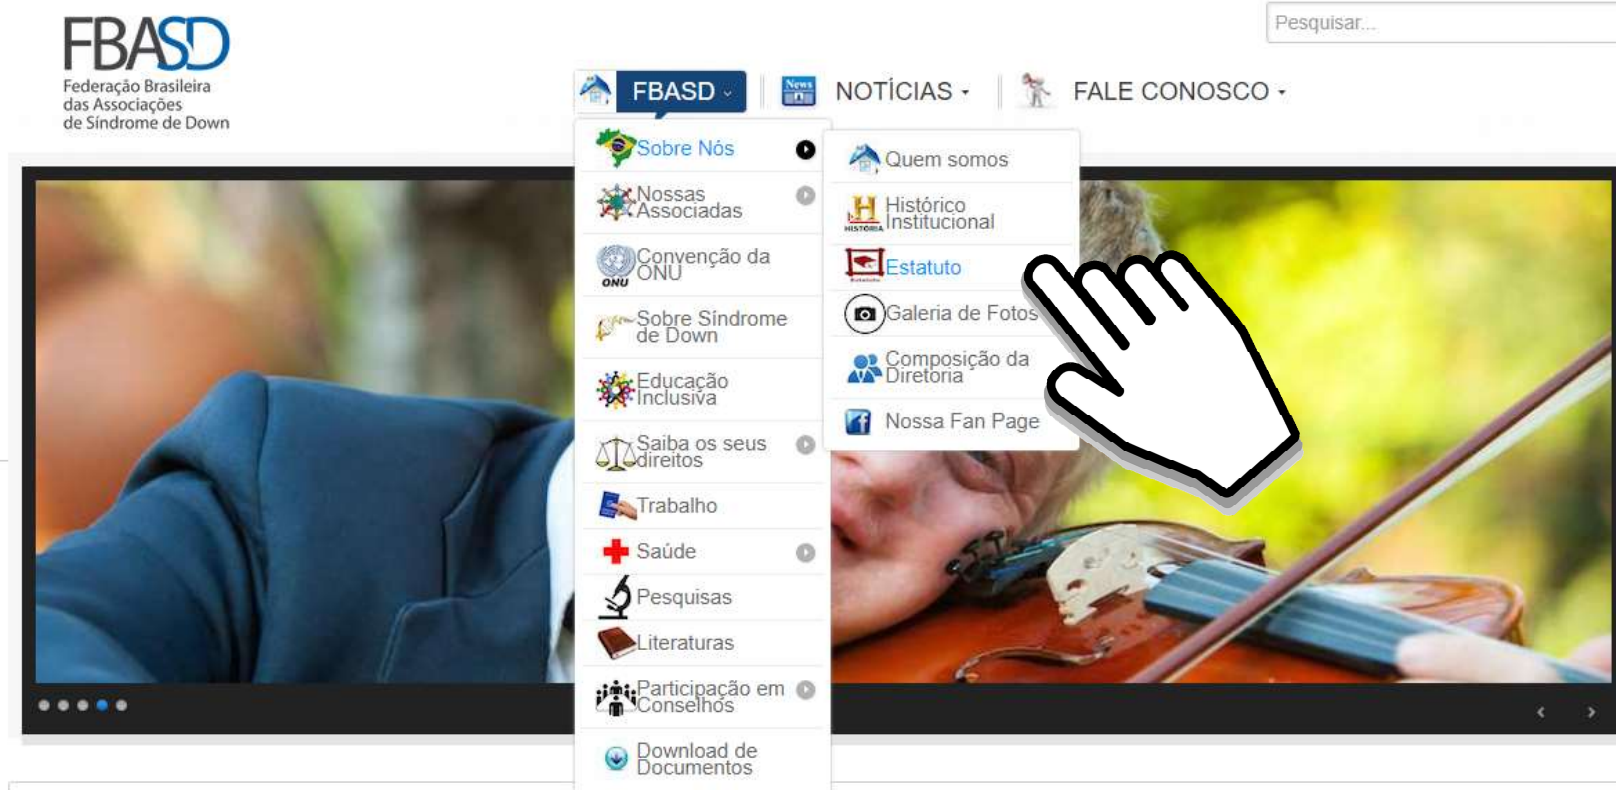 FBASD
Federação Brasileira
das Associações
de Síndrome de Down
Pesquisar...
FBASD
News
NOTÍCIAS
FALE CONOSCO
Sobre Nós
Nossas
Associadas
ONU
Convenção da
ONU
Sobre Síndrome
de Down
Educação
Inclusiva
Saiba os seus
direitos
Trabalho
Saúde
Pesquisas
Literaturas
Participação em
Conselhos
Download de
Documentos
Quem somos
H
HISTÓRIA
Histórico
Institucional
Estatuto
Galeria de Fotos
Composição da
Diretoria
f
Nossa Fan Page